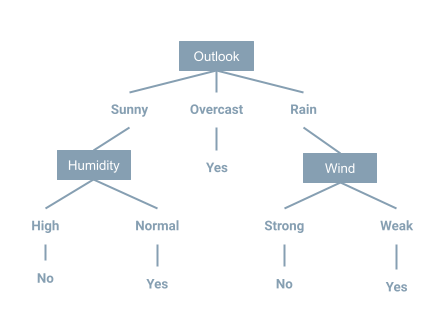 Outlook
Sunny Overcast Rain
Humidity Yes Wind
High Normal Strong Weak
No Yes No Yes